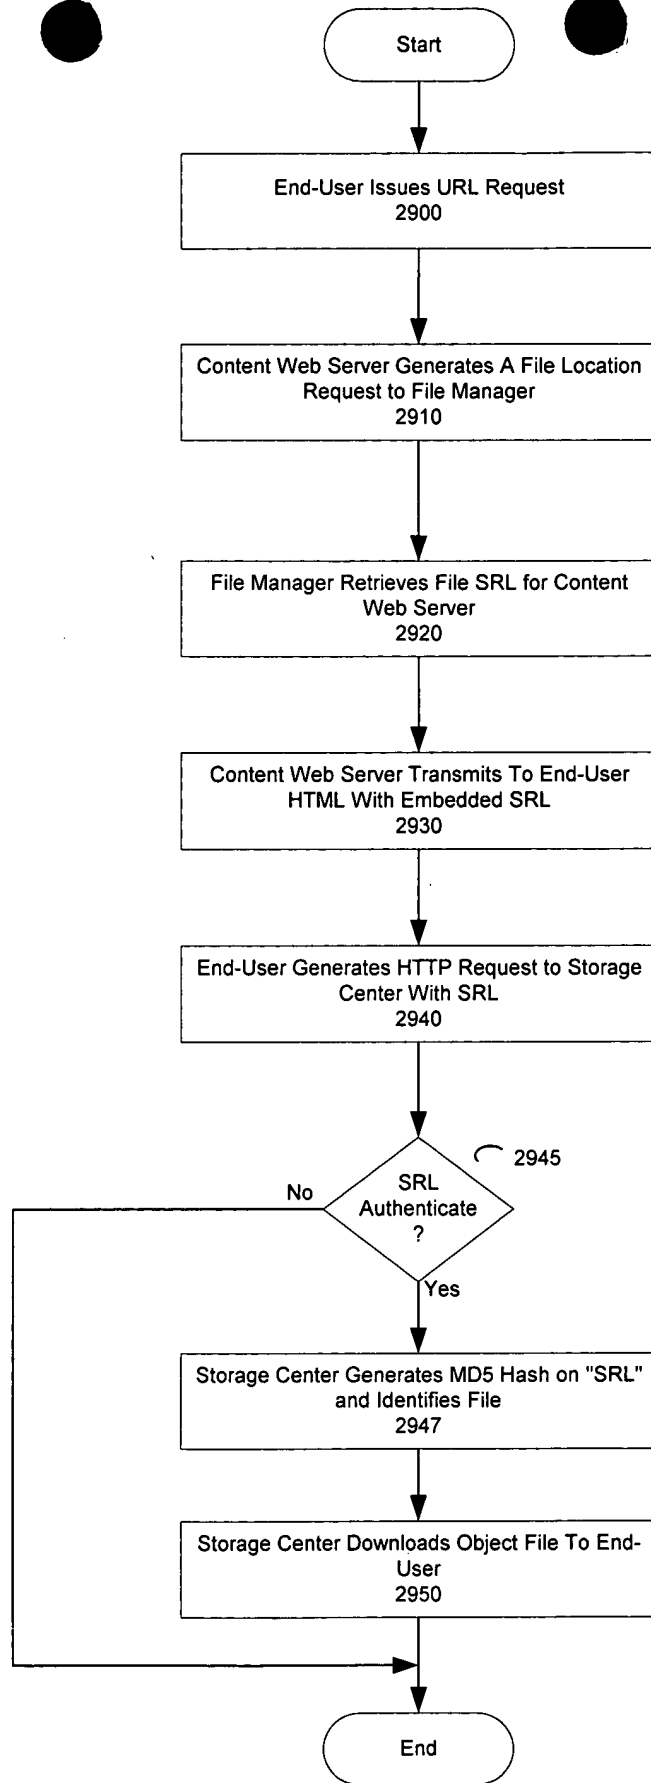 Start
End-User Issues URL Request
2900
Content Web Server Generates A File Location
Request to File Manager
2910
File Manager Retrieves File SRL for Content
Web Server
2920
Content Web Server Transmits To End-User
HTML With Embedded SRL
2930
End-User Generates HTTP Request to Storage
Center With SRL
2940
2945
SRL
Authenticate
?
No
Yes
Storage Center Generates MD5 Hash on "SRL"
and Identifies File
2947
Storage Center Downloads Object File To End-
User
2950
End